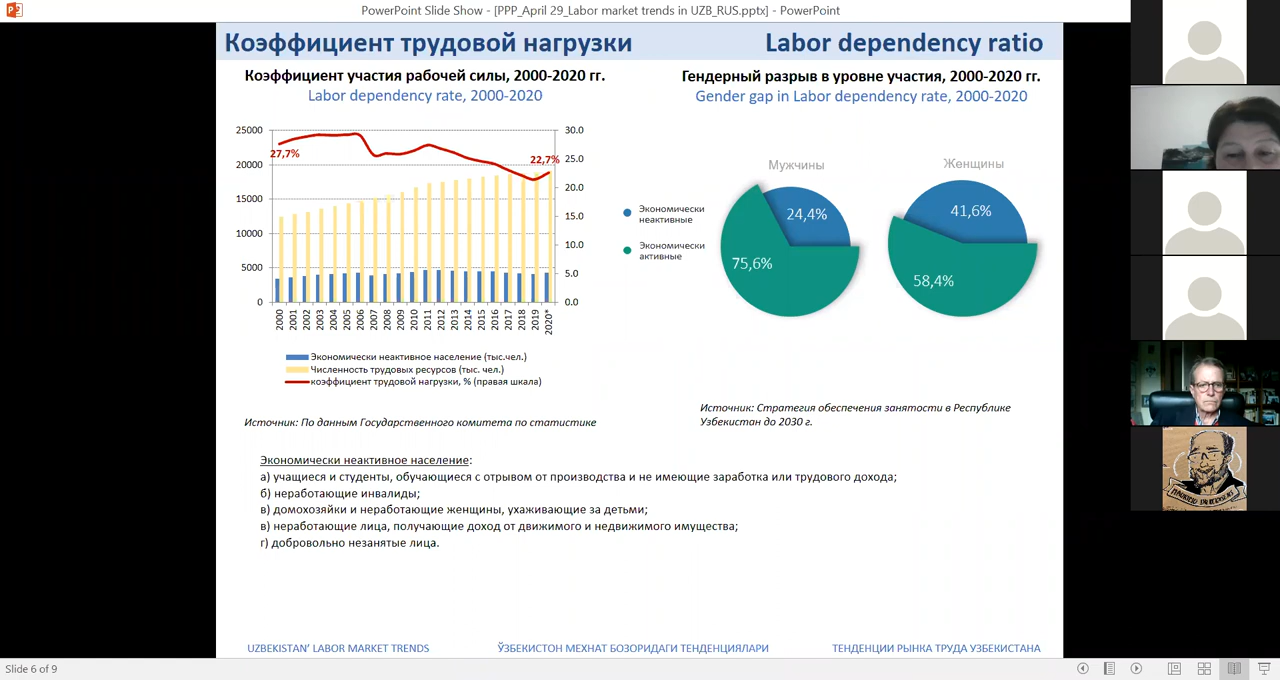 PowerPoint Slide Show - [PPP_April 29_Labor market trends in UZB_RUS.pptx] - PowerPoint
Коэффициент трудовой нагрузки
Labor dependency ratio
Коэффициент участия рабочей силы, 2000-2020 гг.
Labor dependency rate, 2000-2020
25000
20000
15000
10000
5000
0
30.0
25.0
20.0
15.0
10.0
5.0
0.0
27,7%
22,7%
2000
2001
2002
2003
2004
2005
2006
2007
2008
2009
2010
2011
2012
2013
2014
2015
2016
2017
2018
2019
2020*
Экономически неактивное население (тыс.чел.)
Численность трудовых ресурсов (тыс. чел.)
коэффициент трудовой нагрузки, % (правая шкала)
Источник: По данным Государственного комитета по статистике
Гендерный разрыв в уровне участия, 2000-2020 гг.
Gender gap in Labor dependency rate, 2000-2020
Экономически
неактивные
Экономически
активные
Мужчины
24,4%
75,6%
Женщины
41,6%
58,4%
Источник: Стратегия обеспечения занятости в Республике
Узбекистан до 2030 г.
Экономически неактивное население:
а) учащиеся и студенты, обучающиеся с отрывом от производства и не имеющие заработка или трудового дохода;
б) неработающие инвалиды;
в) домохозяйки и неработающие женщины, ухаживающие за детьми;
в) неработающие лица, получающие доход от движимого и недвижимого имущества;
г) добровольно незанятые лица.
UZBEKISTAN' LABOR MARKET TRENDS
ЎЗБЕКИСТОН МЕХНАТ БОЗОРИДАГИ ТЕНДЕНЦИЯЛАРИ
ТЕНДЕНЦИИ РЫНКА ТРУДА УЗБЕКИСТАНА
Slide 6 of 9